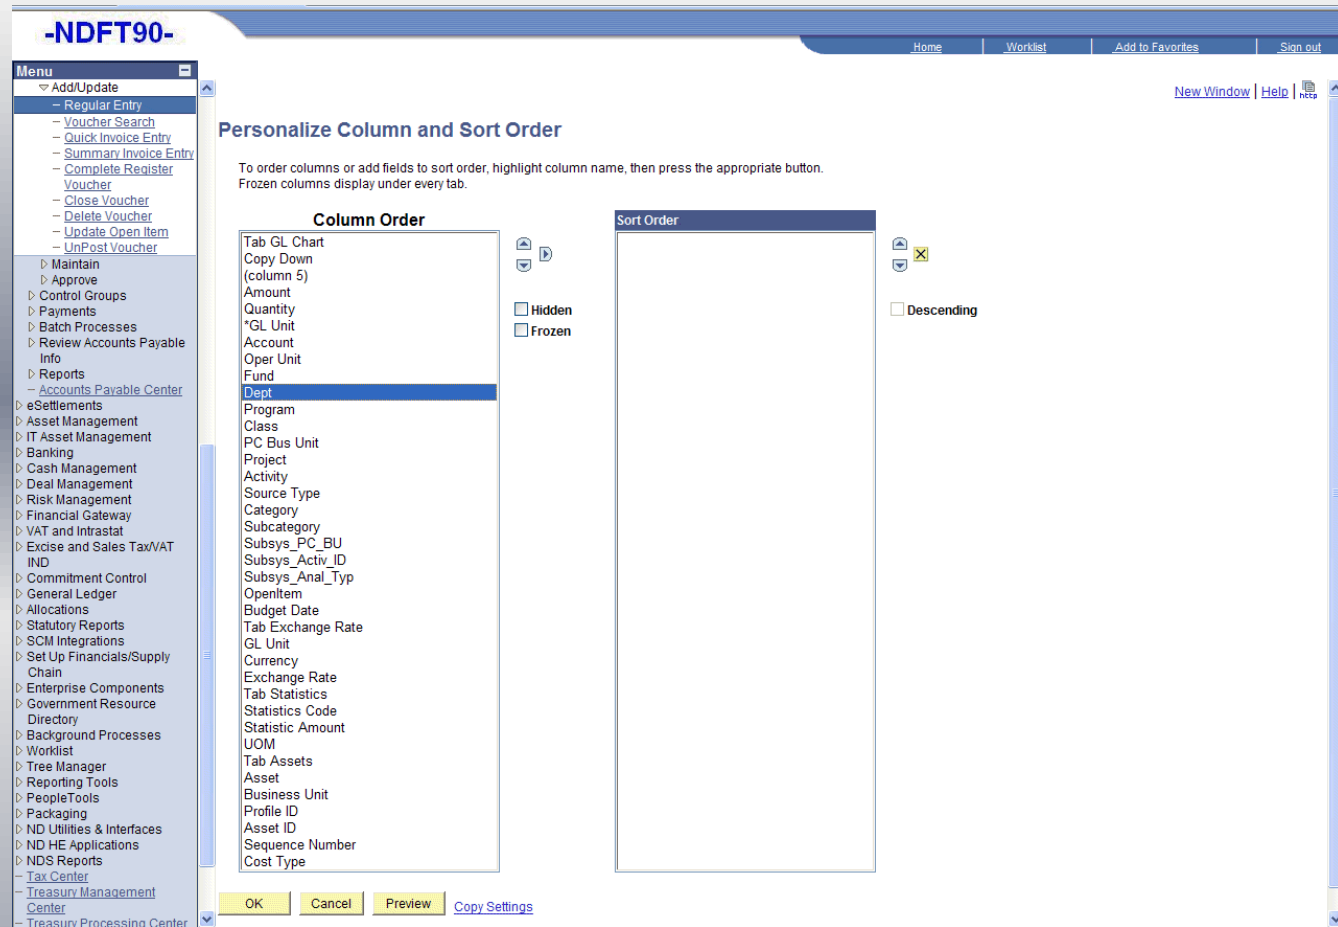 -NDFT90-
Home
Worklist
Add to Favorites
Sign out
Menu
Add/Update
– Regular Entry
– Voucher Search
– Quick Invoice Entry
– Summary Invoice Entry
– Complete Register
Voucher
– Close Voucher
– Delete Voucher
– Update Open Item
– UnPost Voucher
Maintain
Approve
Control Groups
Payments
Batch Processes
Review Accounts Payable
Info
Reports
– Accounts Payable Center
eSettlements
Asset Management
IT Asset Management
Banking
Cash Management
Deal Management
Risk Management
Financial Gateway
VAT and Intrastat
Excise and Sales Tax/VAT
IND
Commitment Control
General Ledger
Allocations
Statutory Reports
SCM Integrations
Set Up Financials/Supply
Chain
Enterprise Components
Government Resource
Directory
Background Processes
Worklist
Tree Manager
Reporting Tools
PeopleTools
Packaging
ND Utilities & Interfaces
ND HE Applications
NDS Reports
– Tax Center
– Treasury Management
Center
– Treasury Processing Center
New Window | Help | http
Personalize Column and Sort Order
To order columns or add fields to sort order, highlight column name, then press the appropriate button.
Frozen columns display under every tab.
Column Order
Tab GL Chart
Copy Down
(column 5)
Amount
Quantity
*GL Unit
Account
Oper Unit
Fund
Dept
Program
Class
PC Bus Unit
Project
Activity
Source Type
Category
Subcategory
Subsys_PC_BU
Subsys_Activ_ID
Subsys_Anal_Typ
OpenItem
Budget Date
Tab Exchange Rate
GL Unit
Currency
Exchange Rate
Tab Statistics
Statistics Code
Statistic Amount
UOM
Tab Assets
Asset
Business Unit
Profile ID
Asset ID
Sequence Number
Cost Type
Hidden
Frozen
Sort Order
Descending
OK
Cancel
Preview
Copy Settings